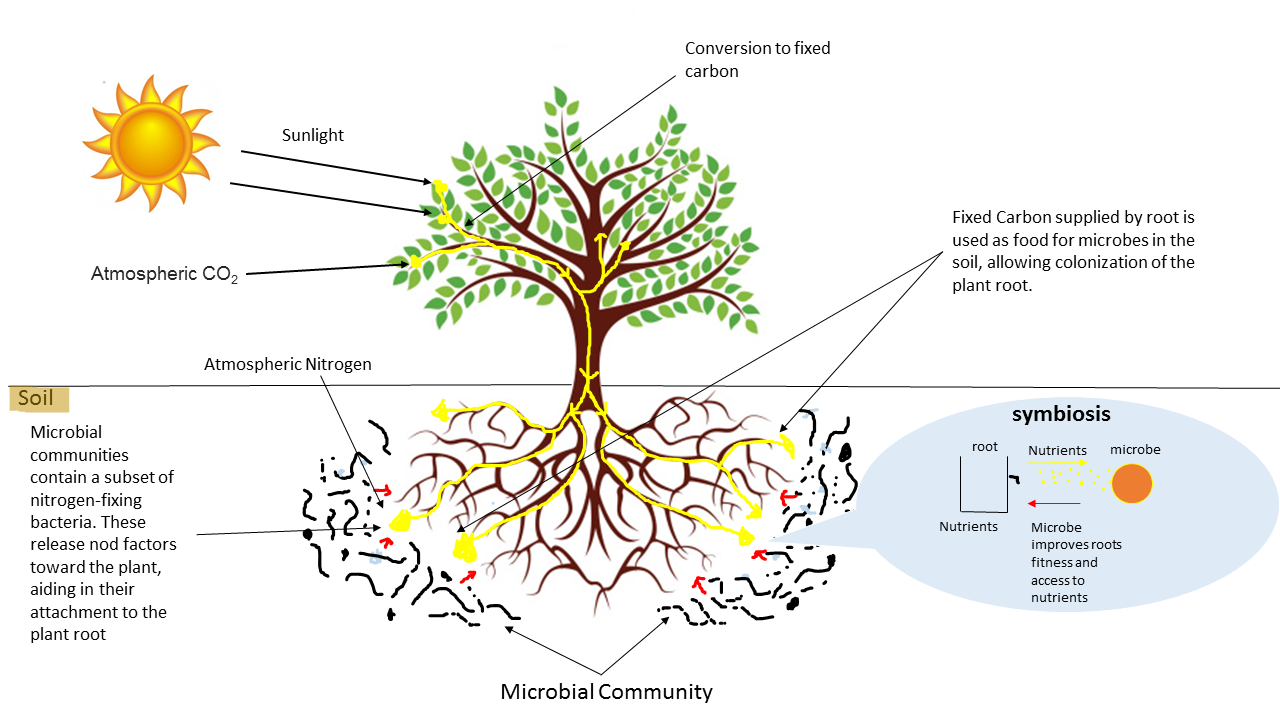 Conversion to fixed
carbon
Sunlight
Atmospheric CO₂
Fixed Carbon supplied by root is
used as food for microbes in the
soil, allowing colonization of the
plant root.
Atmospheric Nitrogen
Soil
Microbial
communities
contain a subset of
nitrogen-fixing
bacteria. These
release nod factors
toward the plant,
aiding in their
attachment to the
plant root
symbiosis
root
Nutrients
microbe
Nutrients
Microbe
improves roots
fitness and
access to
nutrients
Microbial Community